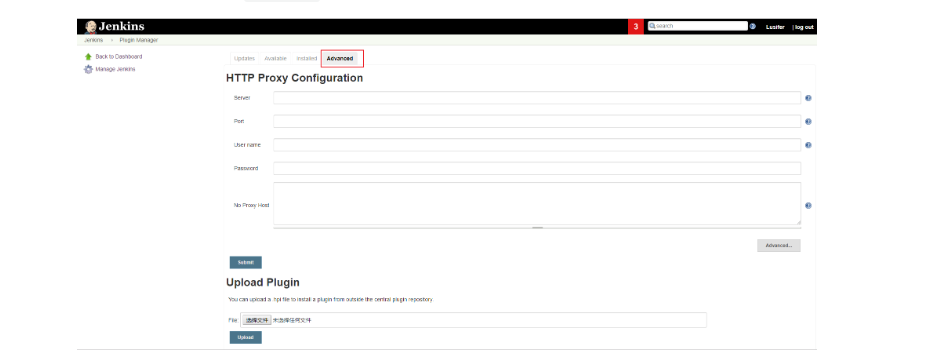 Jenkins
3 search Lusifer | log out
Jenkins Plugin Manager
Back to Dashboard
Manage Jenkins
Updates Available Installed Advanced
HTTP Proxy Configuration
Server
Port
User name
Password
No Proxy Host
Advanced...
Submit
Upload Plugin
You can upload a .hpi file to install a plugin from outside the central plugin repository.
File: 选择文件 未选择任何文件
Upload